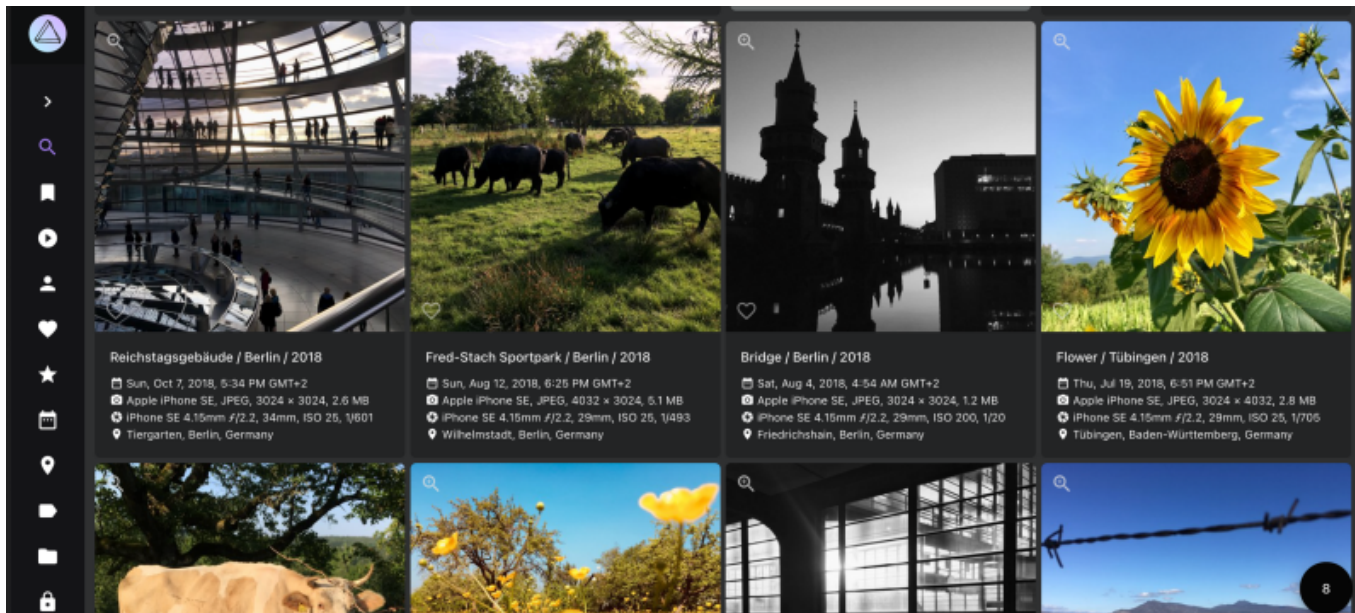 Reichstagsgebäude / Berlin / 2018
Sun, Oct 7, 2018, 5:34 PM GMT+2
Apple iPhone SE, JPEG, 3024 × 3024, 2.6 MB
iPhone SE 4.15mm ƒ/2.2, 34mm, ISO 25, 1/601
Tiergarten, Berlin, Germany
Fred-Stach Sportpark / Berlin / 2018
Sun, Aug 12, 2018, 6:25 PM GMT+2
Apple iPhone SE, JPEG, 4032 × 3024, 5.1 MB
iPhone SE 4.15mm ƒ/2.2, 29mm, ISO 25, 1/493
Wilhelmstadt, Berlin, Germany
Bridge / Berlin / 2018
Sat, Aug 4, 2018, 4:54 AM GMT+2
Apple iPhone SE, JPEG, 3024 × 3024, 1.2 MB
iPhone SE 4.15mm ƒ/2.2, 29mm, ISO 200, 1/20
Friedrichshain, Berlin, Germany
Flower / Tübingen / 2018
Thu, Jul 19, 2018, 6:51 PM GMT+2
Apple iPhone SE, JPEG, 3024 × 4032, 2.8 MB
iPhone SE 4.15mm ƒ/2.2, 29mm, ISO 25, 1/705
Tübingen, Baden-Württemberg, Germany
8